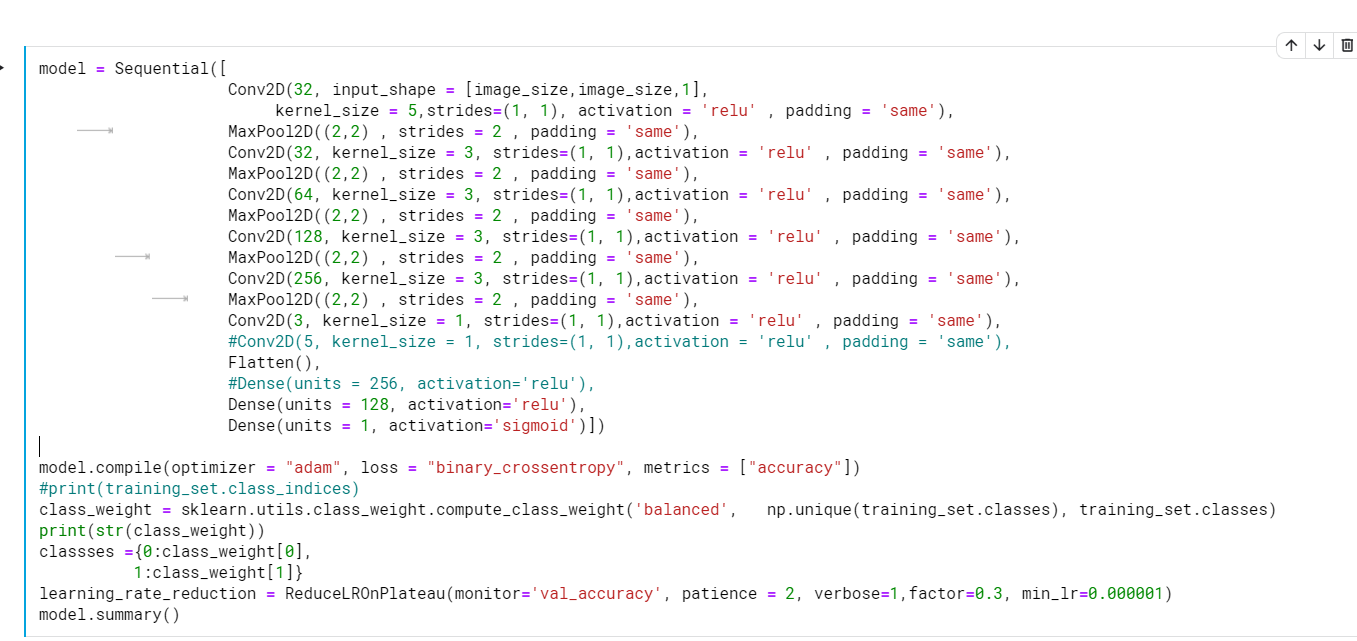 model = Sequential([
                    Conv2D(32, input_shape = [image_size,image_size,1],
                         kernel_size = 5,strides=(1, 1), activation = 'relu' , padding = 'same'),
                    MaxPool2D((2,2) , strides = 2 , padding = 'same'),
                    Conv2D(32, kernel_size = 3, strides=(1, 1),activation = 'relu' , padding = 'same'),
                    MaxPool2D((2,2) , strides = 2 , padding = 'same'),
                    Conv2D(64, kernel_size = 3, strides=(1, 1),activation = 'relu' , padding = 'same'),
                    MaxPool2D((2,2) , strides = 2 , padding = 'same'),
                    Conv2D(128, kernel_size = 3, strides=(1, 1),activation = 'relu' , padding = 'same'),
                    MaxPool2D((2,2) , strides = 2 , padding = 'same'),
                    Conv2D(256, kernel_size = 3, strides=(1, 1),activation = 'relu' , padding = 'same'),
                    MaxPool2D((2,2) , strides = 2 , padding = 'same'),
                    Conv2D(3, kernel_size = 1, strides=(1, 1),activation = 'relu' , padding = 'same'),
                    #Conv2D(5, kernel_size = 1, strides=(1, 1),activation = 'relu' , padding = 'same'),
                    Flatten(),
                    #Dense(units = 256, activation='relu'),
                    Dense(units = 128, activation='relu'),
                    Dense(units = 1, activation='sigmoid')])

model.compile(optimizer = "adam", loss = "binary_crossentropy", metrics = ["accuracy"])
#print(training_set.class_indices)
class_weight = sklearn.utils.class_weight.compute_class_weight('balanced',   np.unique(training_set.classes), training_set.classes)
print(str(class_weight))
classses ={0:class_weight[0],
          1:class_weight[1]}
learning_rate_reduction = ReduceLROnPlateau(monitor='val_accuracy', patience = 2, verbose=1,factor=0.3, min_lr=0.000001)
model.summary()